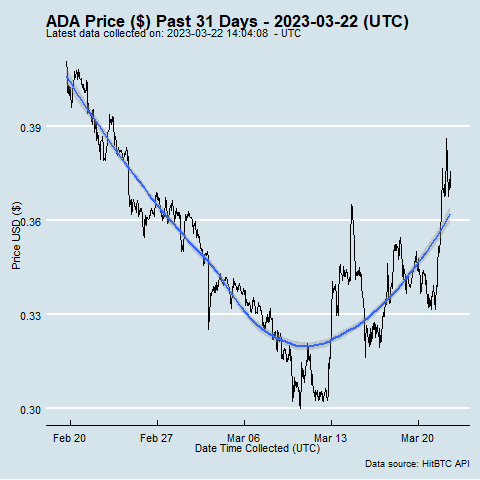 ADA Price ($) Past 31 Days - 2023-03-22 (UTC)
Latest data collected on: 2023-03-22 14:04:08  - UTC
0.39
0.36
0.33
0.30
Price USD ($)
Feb 20 Feb 27 Mar 06 Mar 13 Mar 20
Date Time Collected (UTC)
Data source: HitBTC API